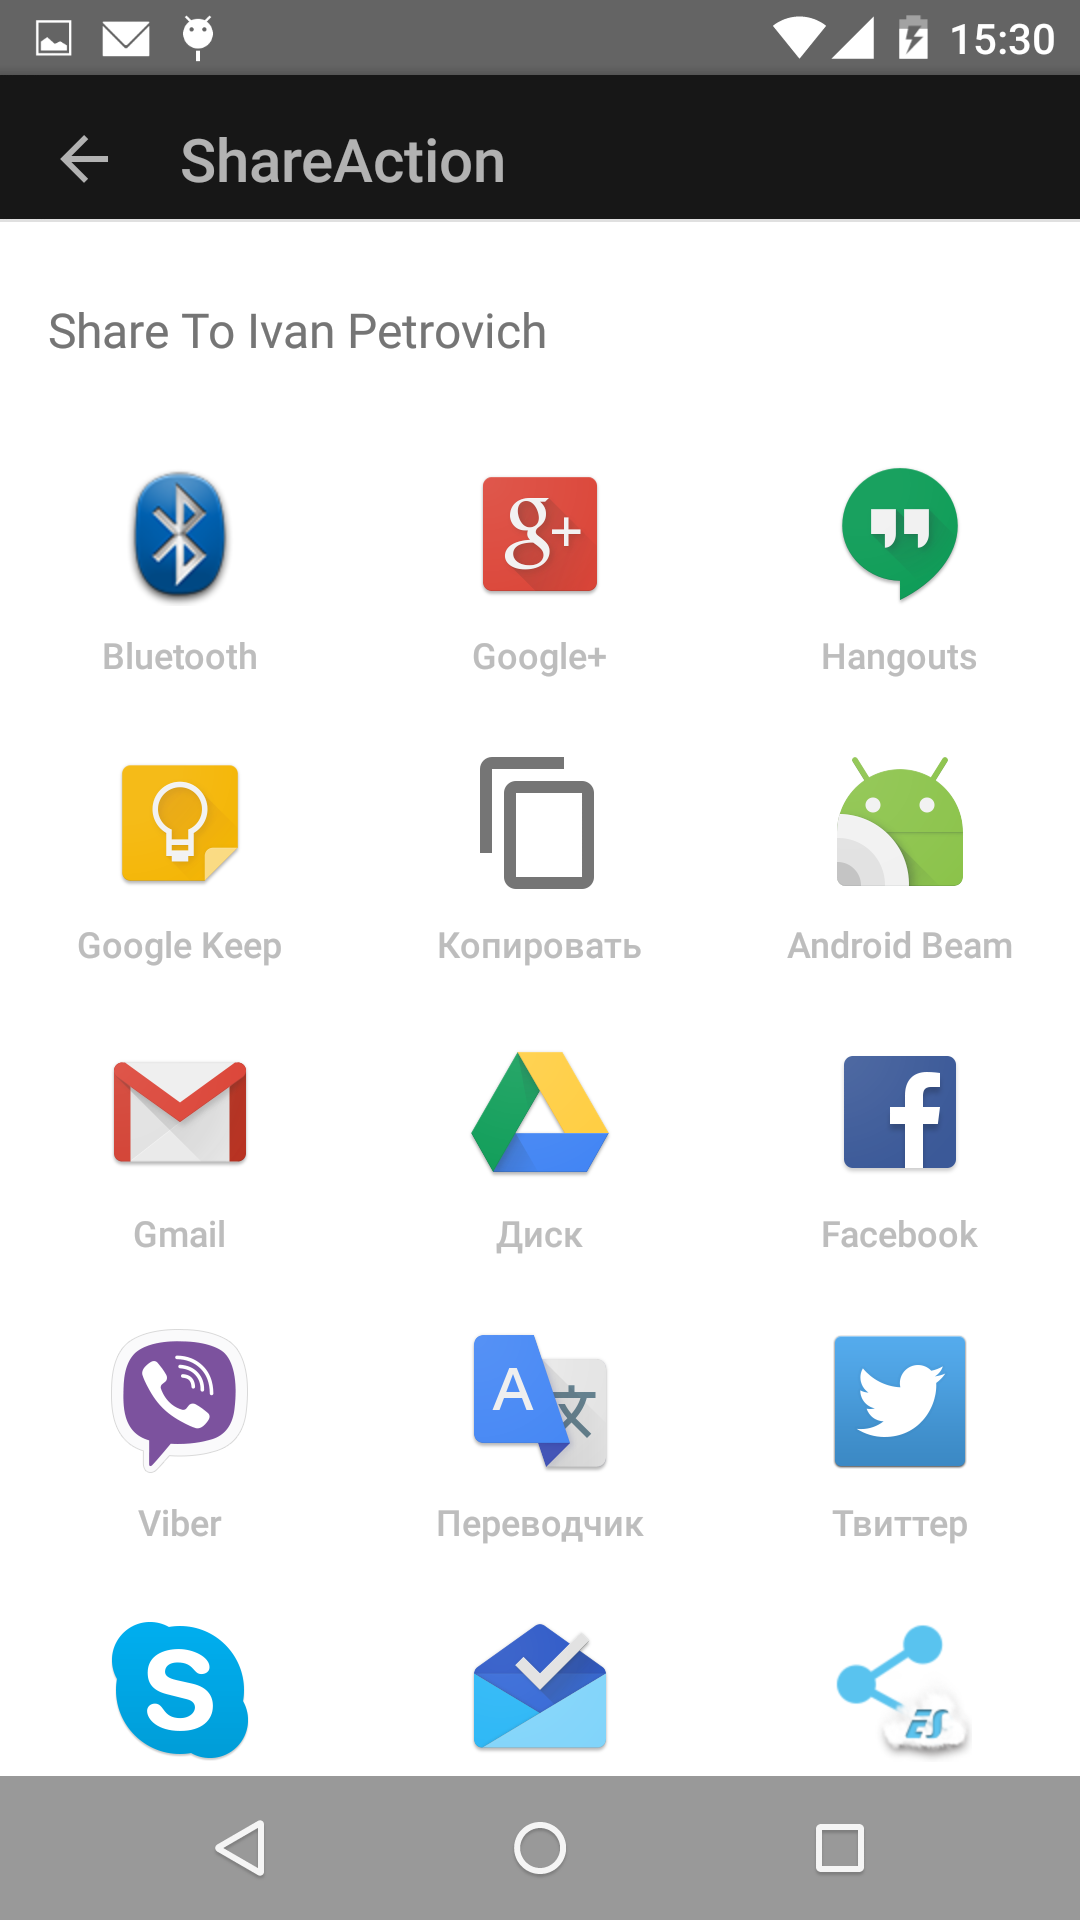 15:30
ShareAction
Share To Ivan Petrovich
Bluetooth
Google+
Hangouts
Google Keep
Копировать
Android Beam
Gmail
Диск
Facebook
Viber
Переводчик
Твиттер